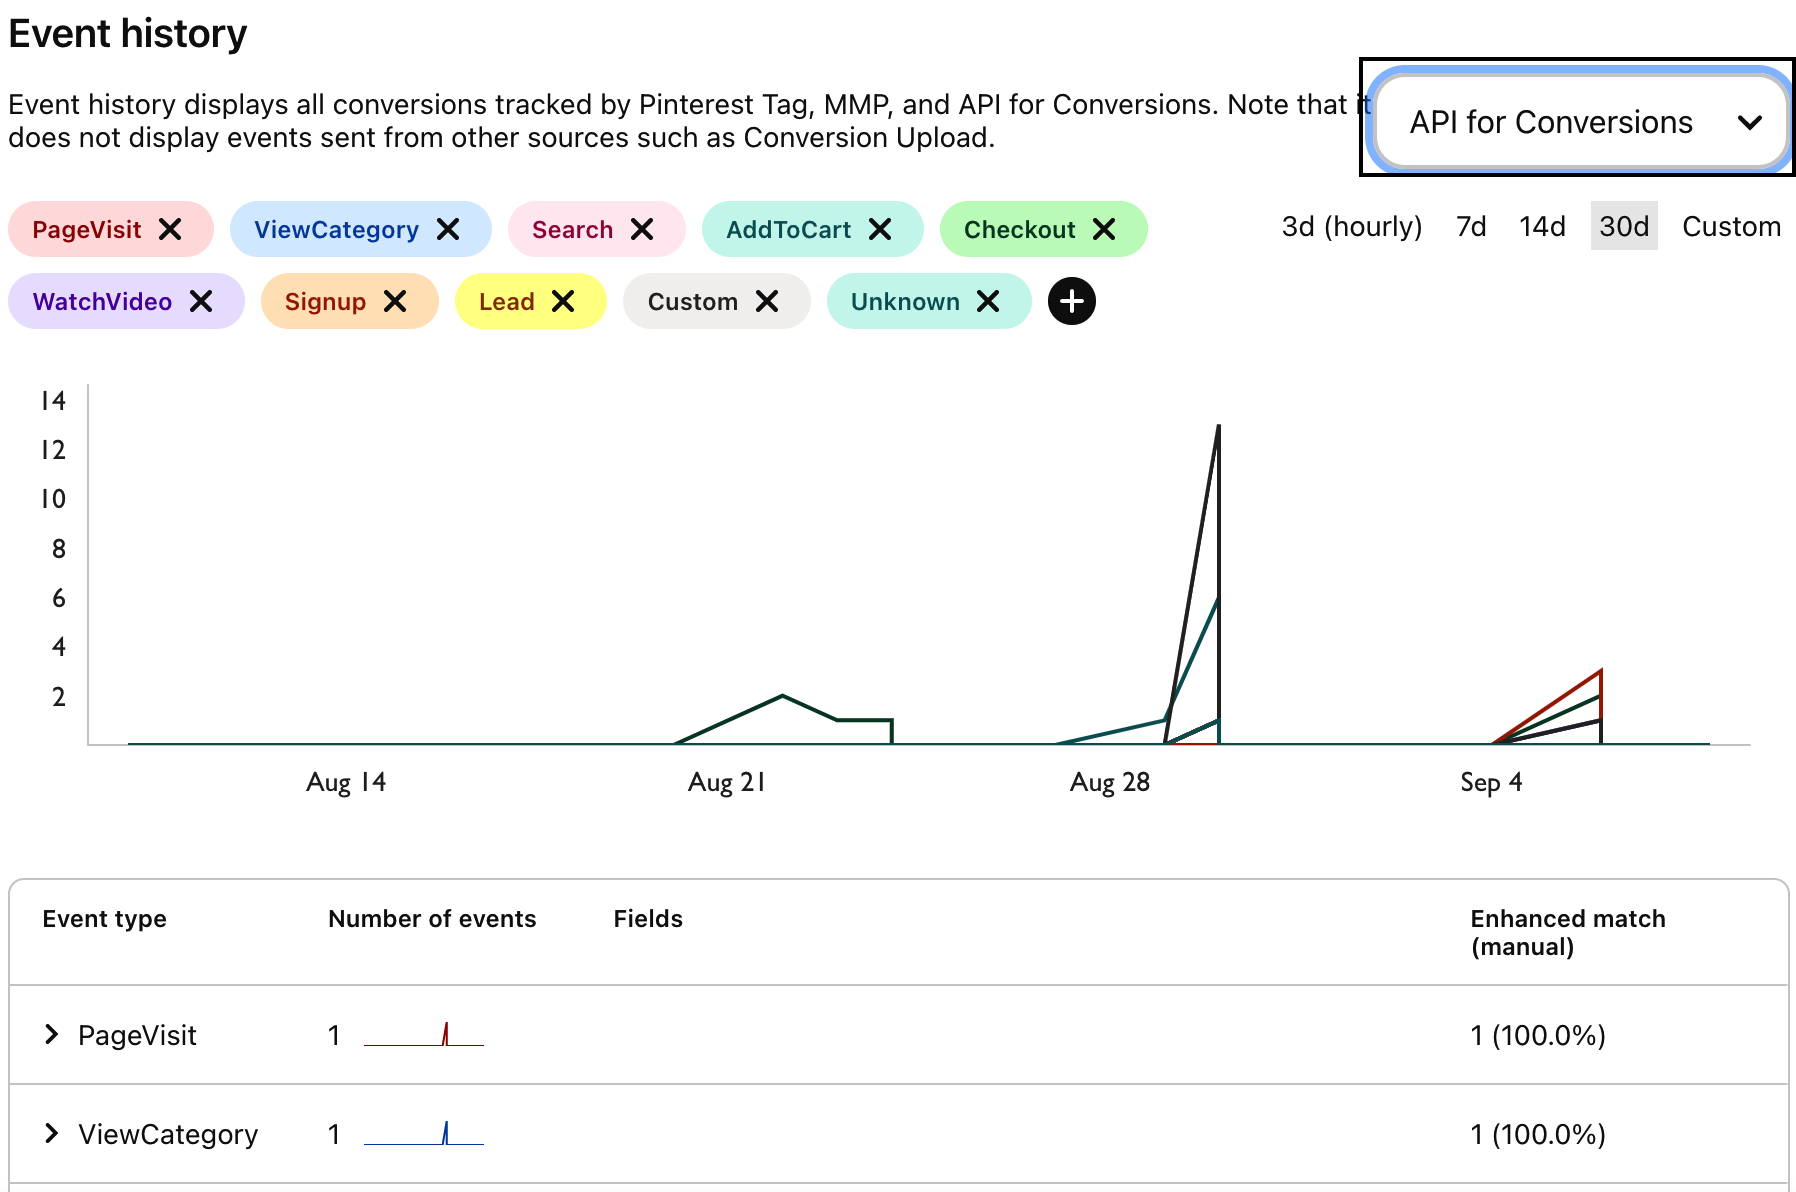 Event history
Event history displays all conversions tracked by Pinterest Tag, MMP, and API for Conversions. Note that it
does not display events sent from other sources such as Conversion Upload.
API for Conversions
PageVisit
ViewCategory
Search
AddToCart
Checkout
3d (hourly)
7d
14d
30d
Custom
WatchVideo
Signup
Lead
Custom
Unknown
14
12
10
8
6
4
2
Aug 14
Aug 21
Aug 28
Sep 4
Event type
Number of events
Fields
Enhanced match
(manual)
PageVisit
1
1 (100.0%)
ViewCategory
1
1 (100.0%)